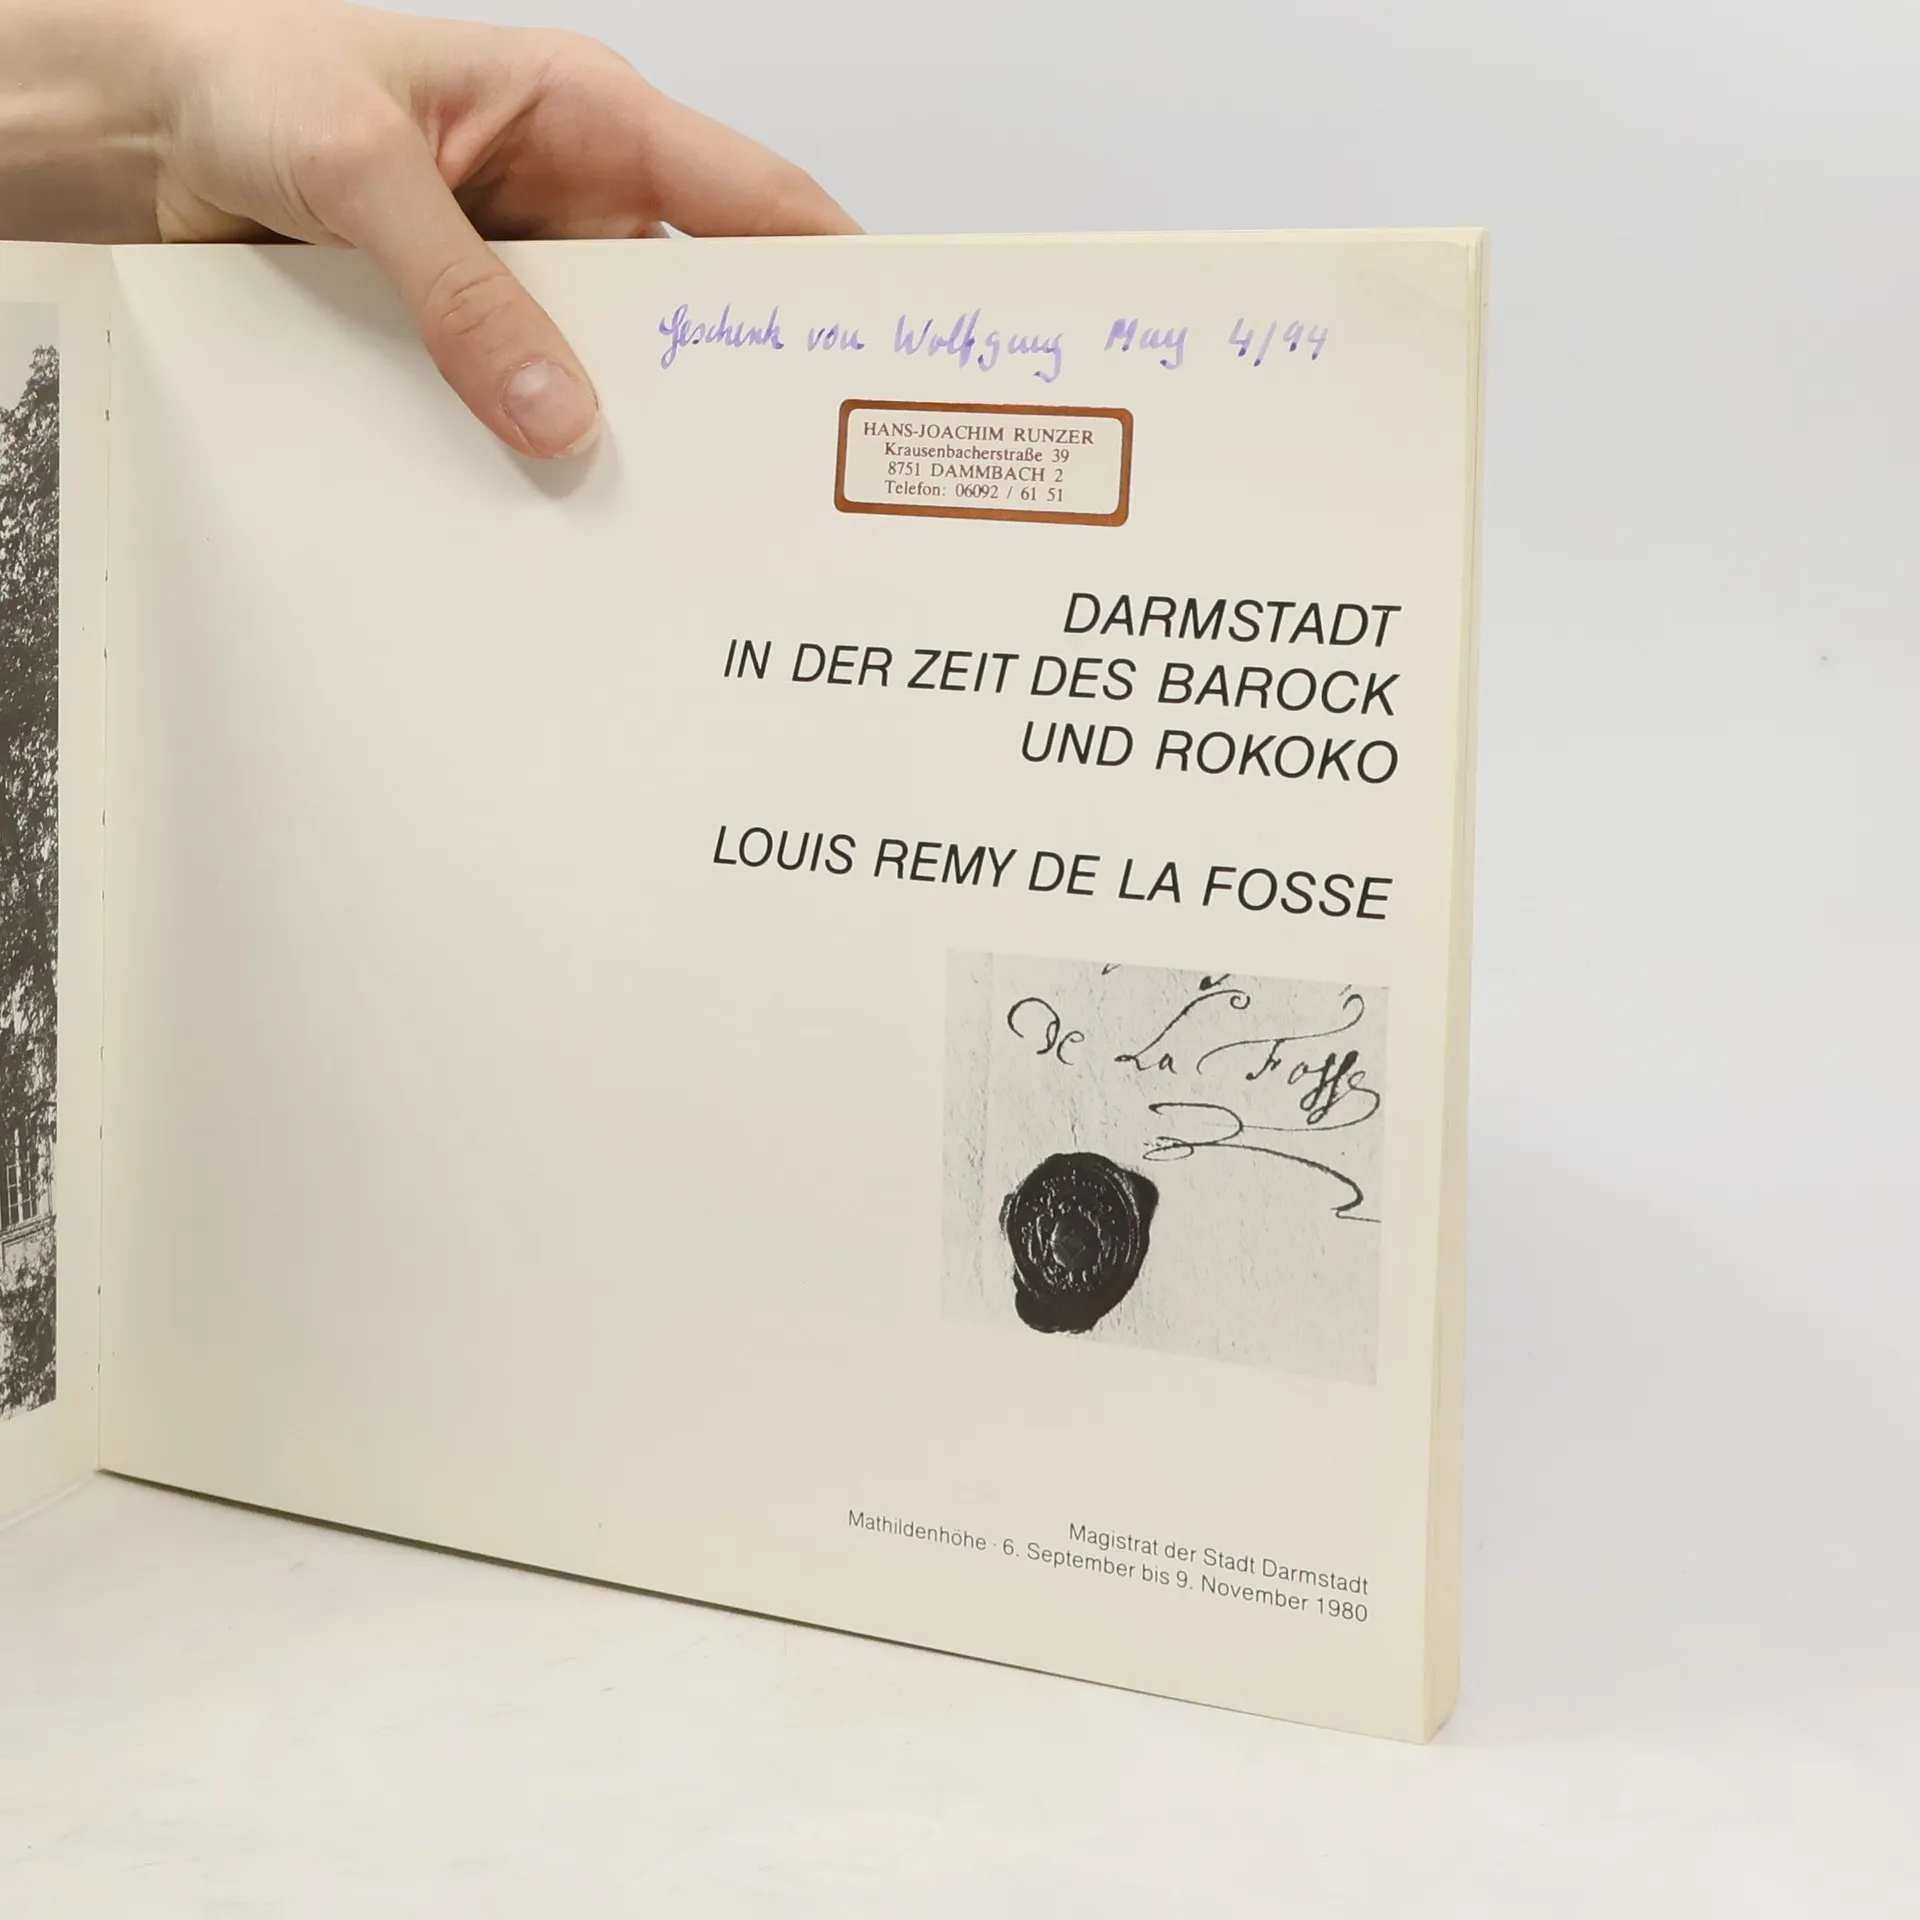 Geschenk von Wolfgang May 4/94
HANS-JOACHIM RUNZER
Krausenbacherstraße 39
8751 DAMMBACH 2
Telefon: 06092 / 61 51
DARMSTADT
IN DER ZEIT DES BAROCK
UND ROKOKO
LOUIS REMY DE LA FOSSE
De La Fosse
Magistrat der Stadt Darmstadt
Mathildenhöhe · 6. September bis 9. November 1980